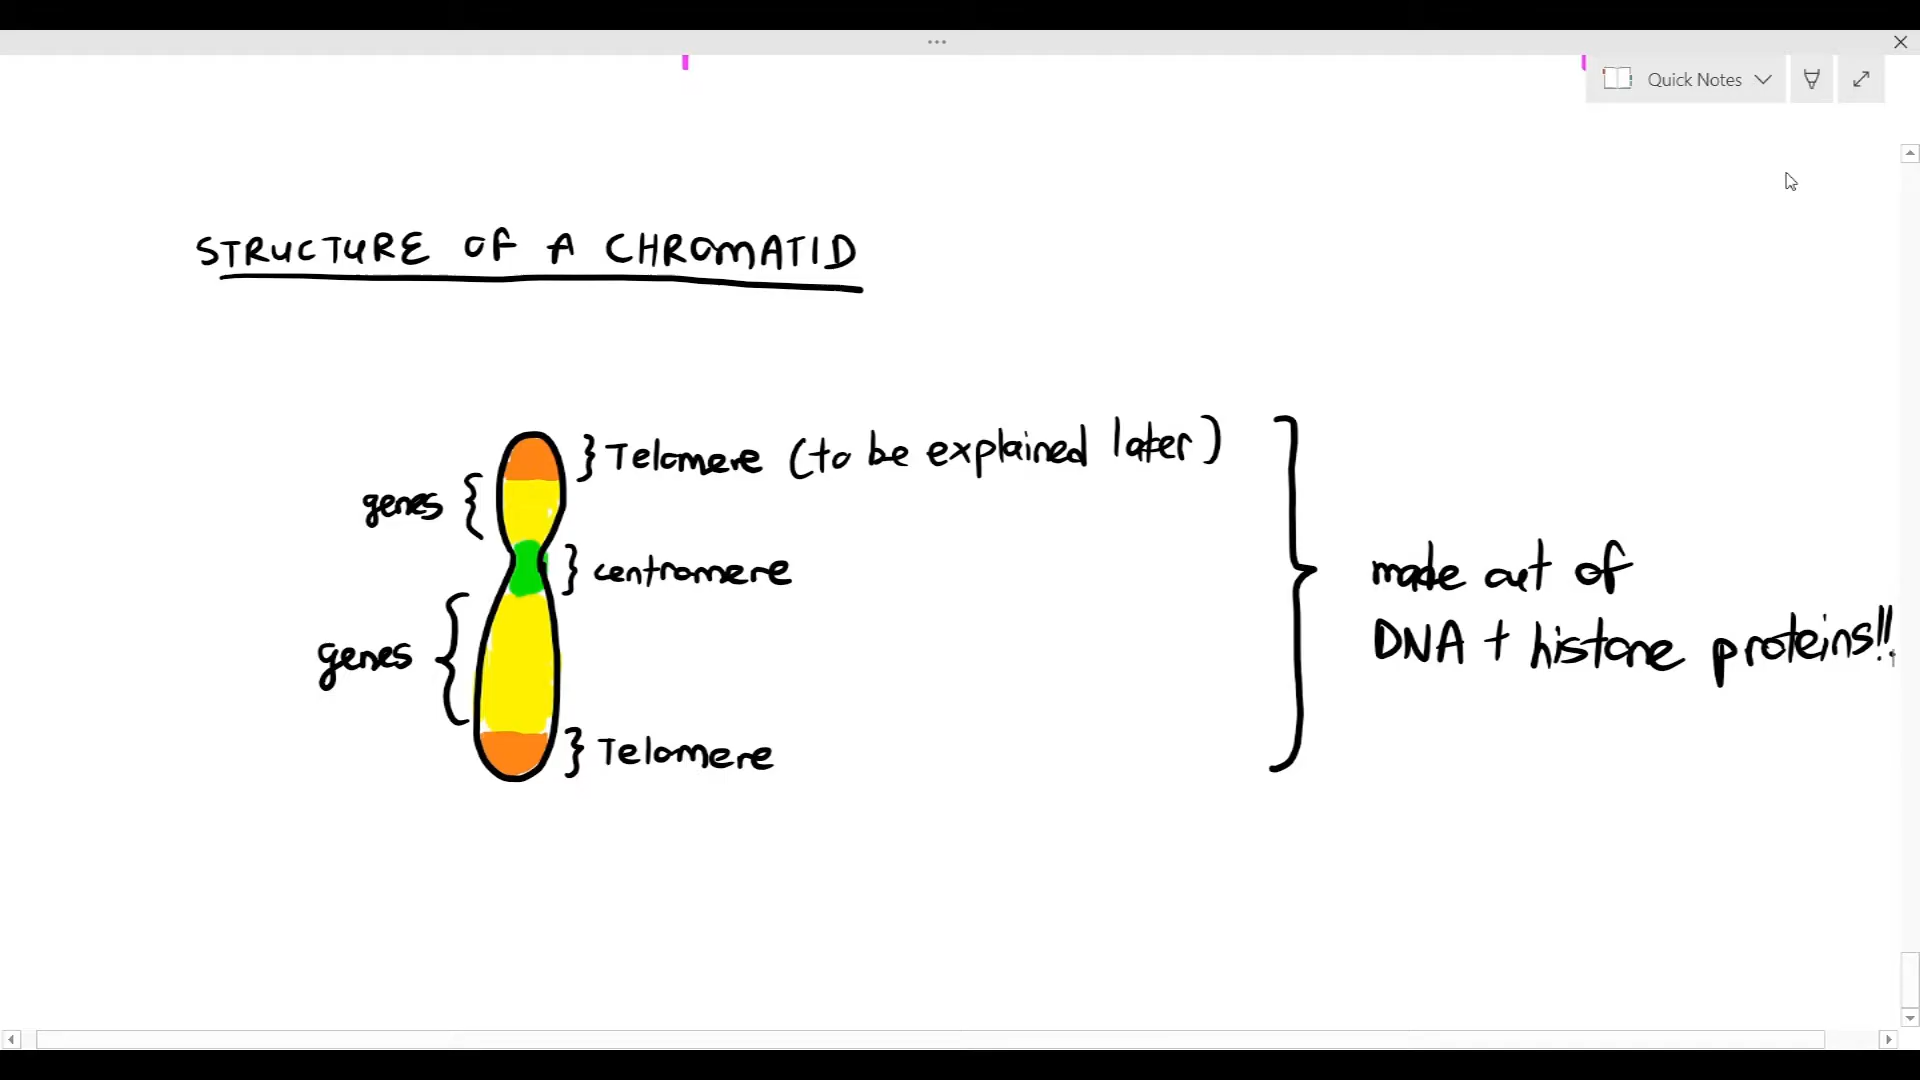 Quick Notes
STRUCTURE OF A CHROMATID
} Telomere (to be explained later)
genes {
} centromere
made out of
DNA + histone proteins!!
genes {
} Telomere